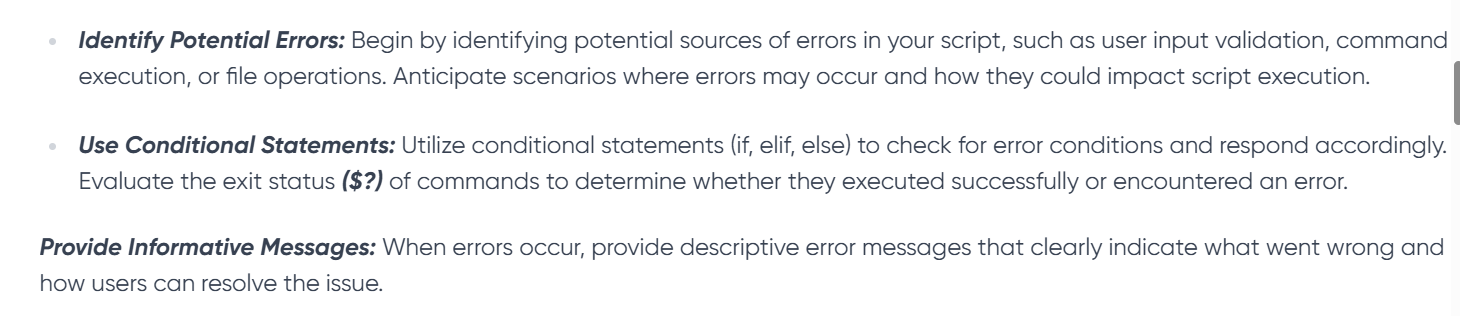 Identify Potential Errors: Begin by identifying potential sources of errors in your script, such as user input validation, command
execution, or file operations. Anticipate scenarios where errors may occur and how they could impact script execution.
Use Conditional Statements: Utilize conditional statements (if, elif, else) to check for error conditions and respond accordingly.
Evaluate the exit status ($?) of commands to determine whether they executed successfully or encountered an error.
Provide Informative Messages: When errors occur, provide descriptive error messages that clearly indicate what went wrong and
how users can resolve the issue.